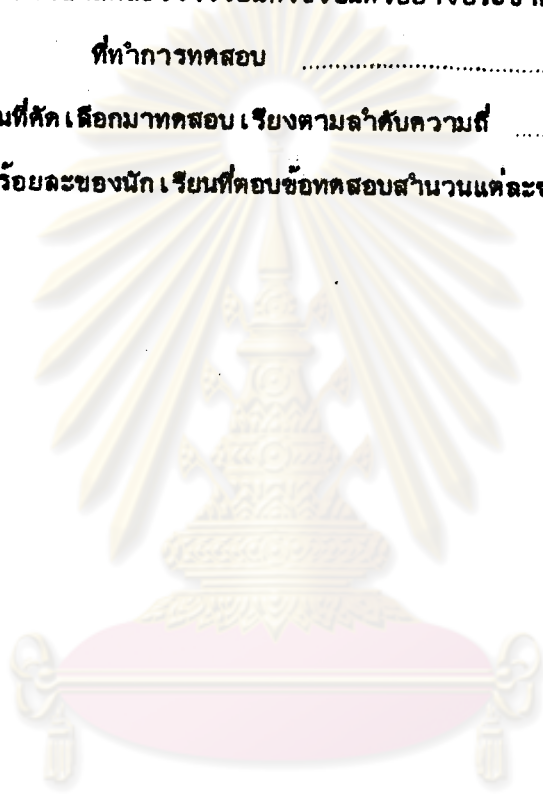 ที่ทำการทดสอบ ........................................
นที่คัดเลือกมาทดสอบเรียงตามลำดับความถี่ .....
ร้อยละของนักเรียนที่ตอบข้อทดสอบสำนวนแต่ละข